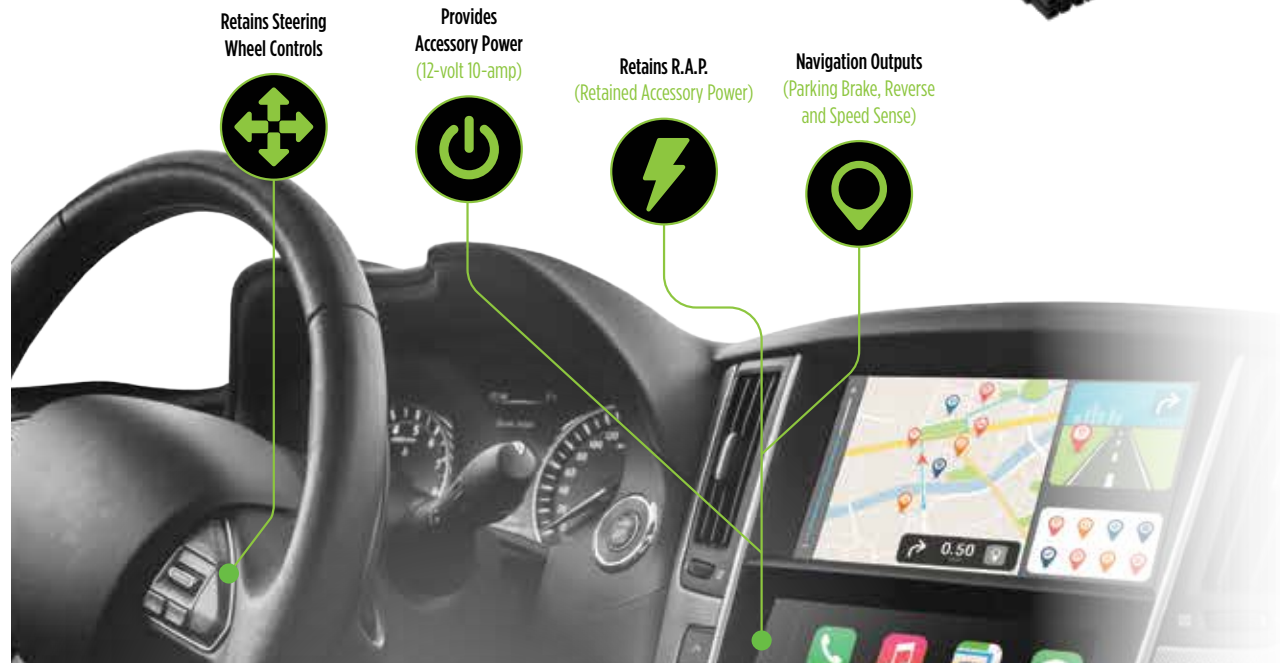 Retains Steering
Wheel Controls
Provides
Accessory Power
(12-volt 10-amp)
Retains R.A.P.
(Retained Accessory Power)
Navigation Outputs
(Parking Brake, Reverse
and Speed Sense)
0.50